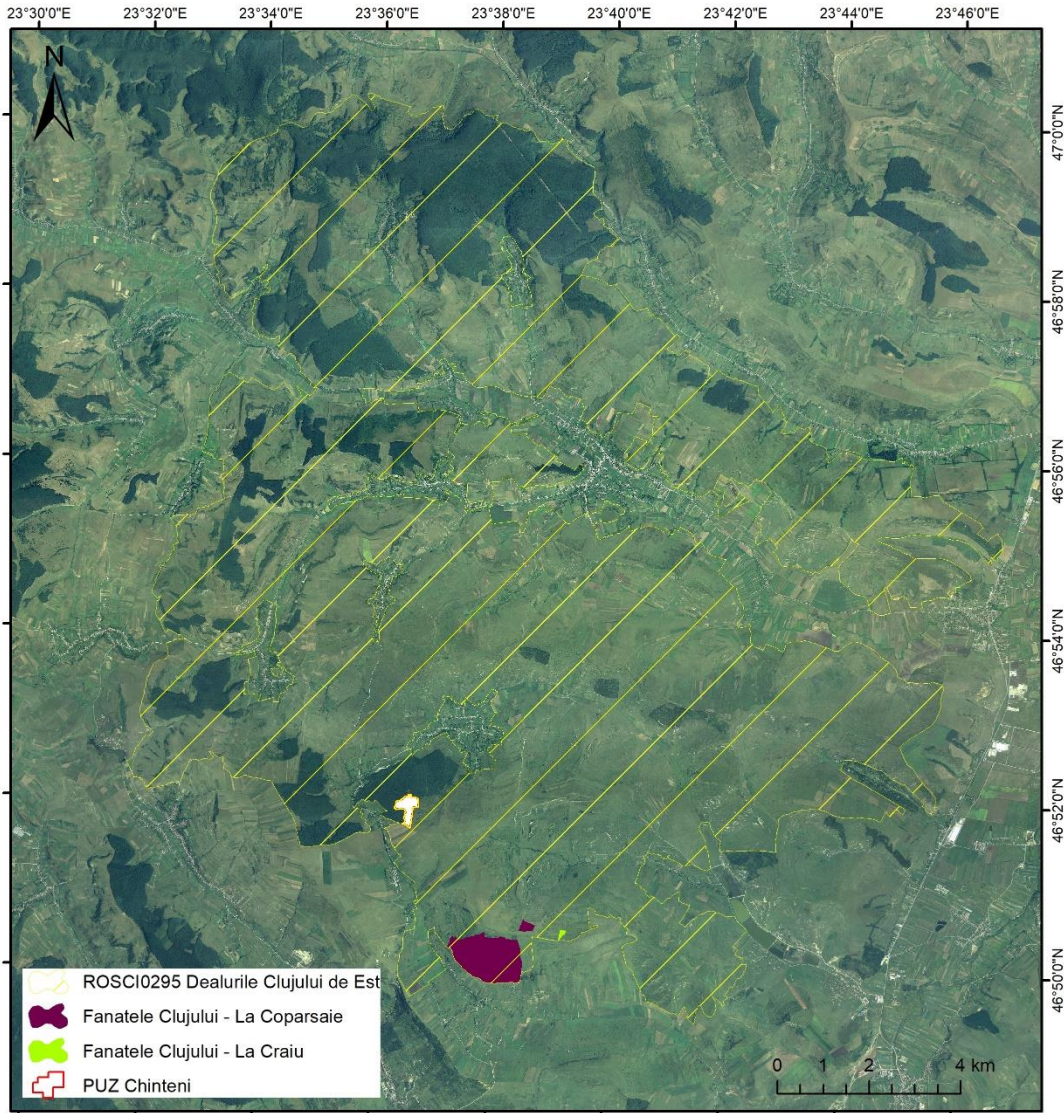 23°30'0"E 23°32'0"E 23°34'0"E 23°36'0"E 23°38'0"E 23°40'0"E 23°42'0"E 23°44'0"E 23°46'0"E
N
47°0'0"N
46°58'0"N
46°56'0"N
46°54'0"N
46°52'0"N
46°50'0"N
ROSCI0295 Dealurile Clujului de Est
Fanatele Clujului - La Coparsaie
Fanatele Clujului - La Craiu
PUZ Chinteni
0 1 2 4 km